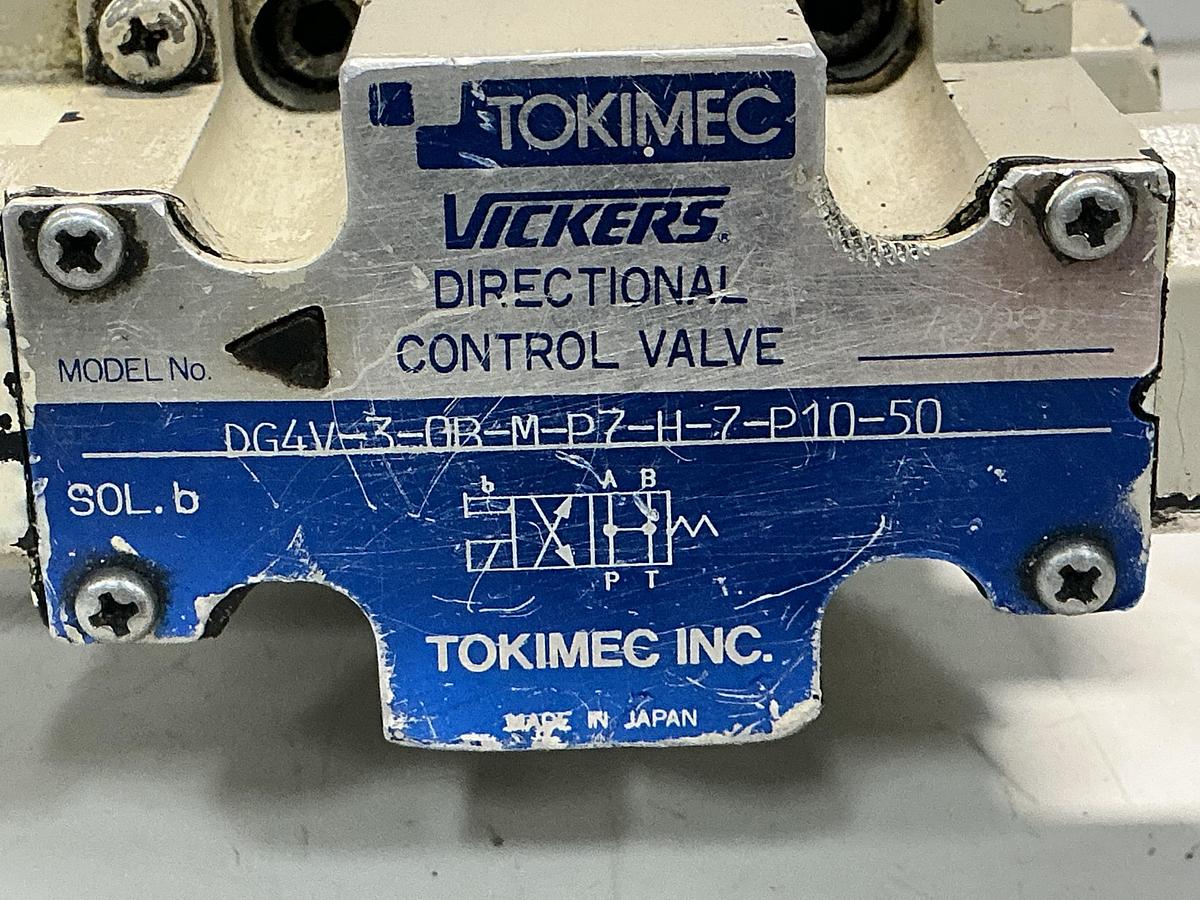 TOKIMEC
VICKERS®
DIRECTIONAL
CONTROL VALVE
MODEL No.
DG4V-3-0B-M-P7-H-7-P10-50
SOL.b
b A B
P T
TOKIMEC INC.
MADE IN JAPAN